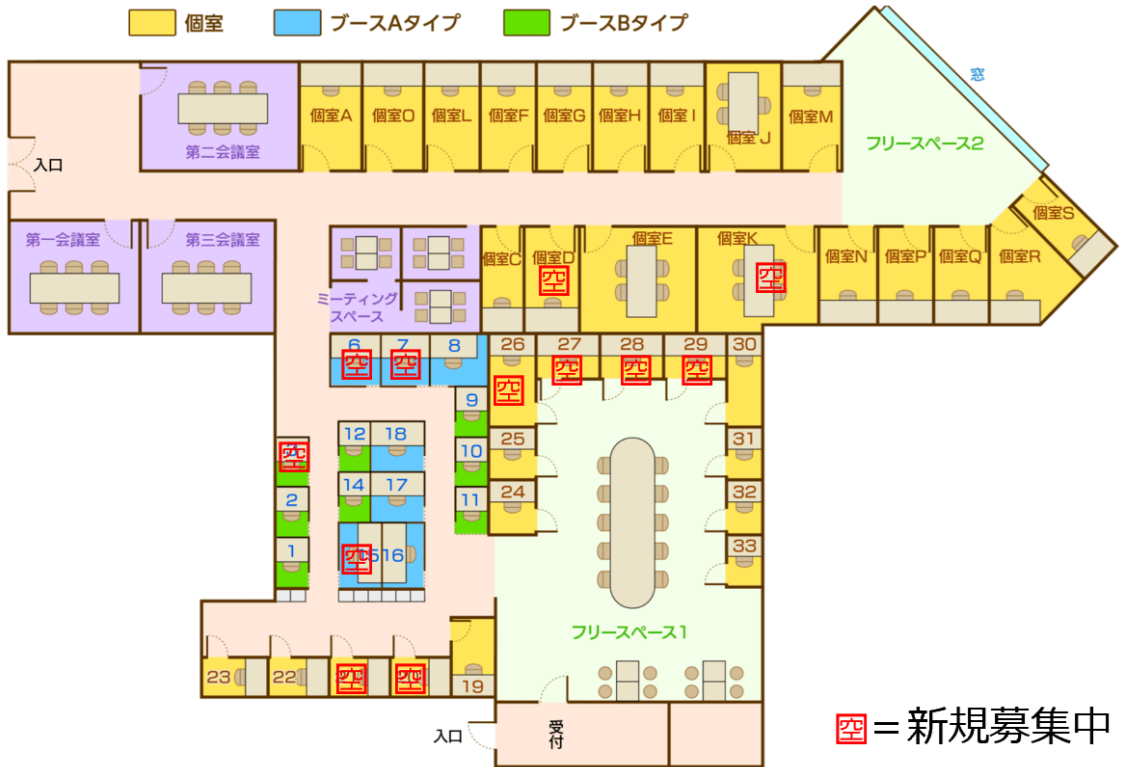 個室 ブースAタイプ ブースBタイプ
窓
個室A 個室O 個室L 個室F 個室G 個室H 個室I 個室J 個室M
第二会議室
フリースペース2
入口
個室S
第一会議室 第三会議室
個室C 個室D 個室E 個室K 個室N 個室P 個室Q 個室R
空 空
ミーティング
スペース
6 7 8 26 27 28 29 30
空 空 空 空 空 空
9
12 18 25 31
空 10
2 14 17 11 24 32
1 空 15 16 33
フリースペース1
23 22 空 空 19
入口 受付
空=新規募集中